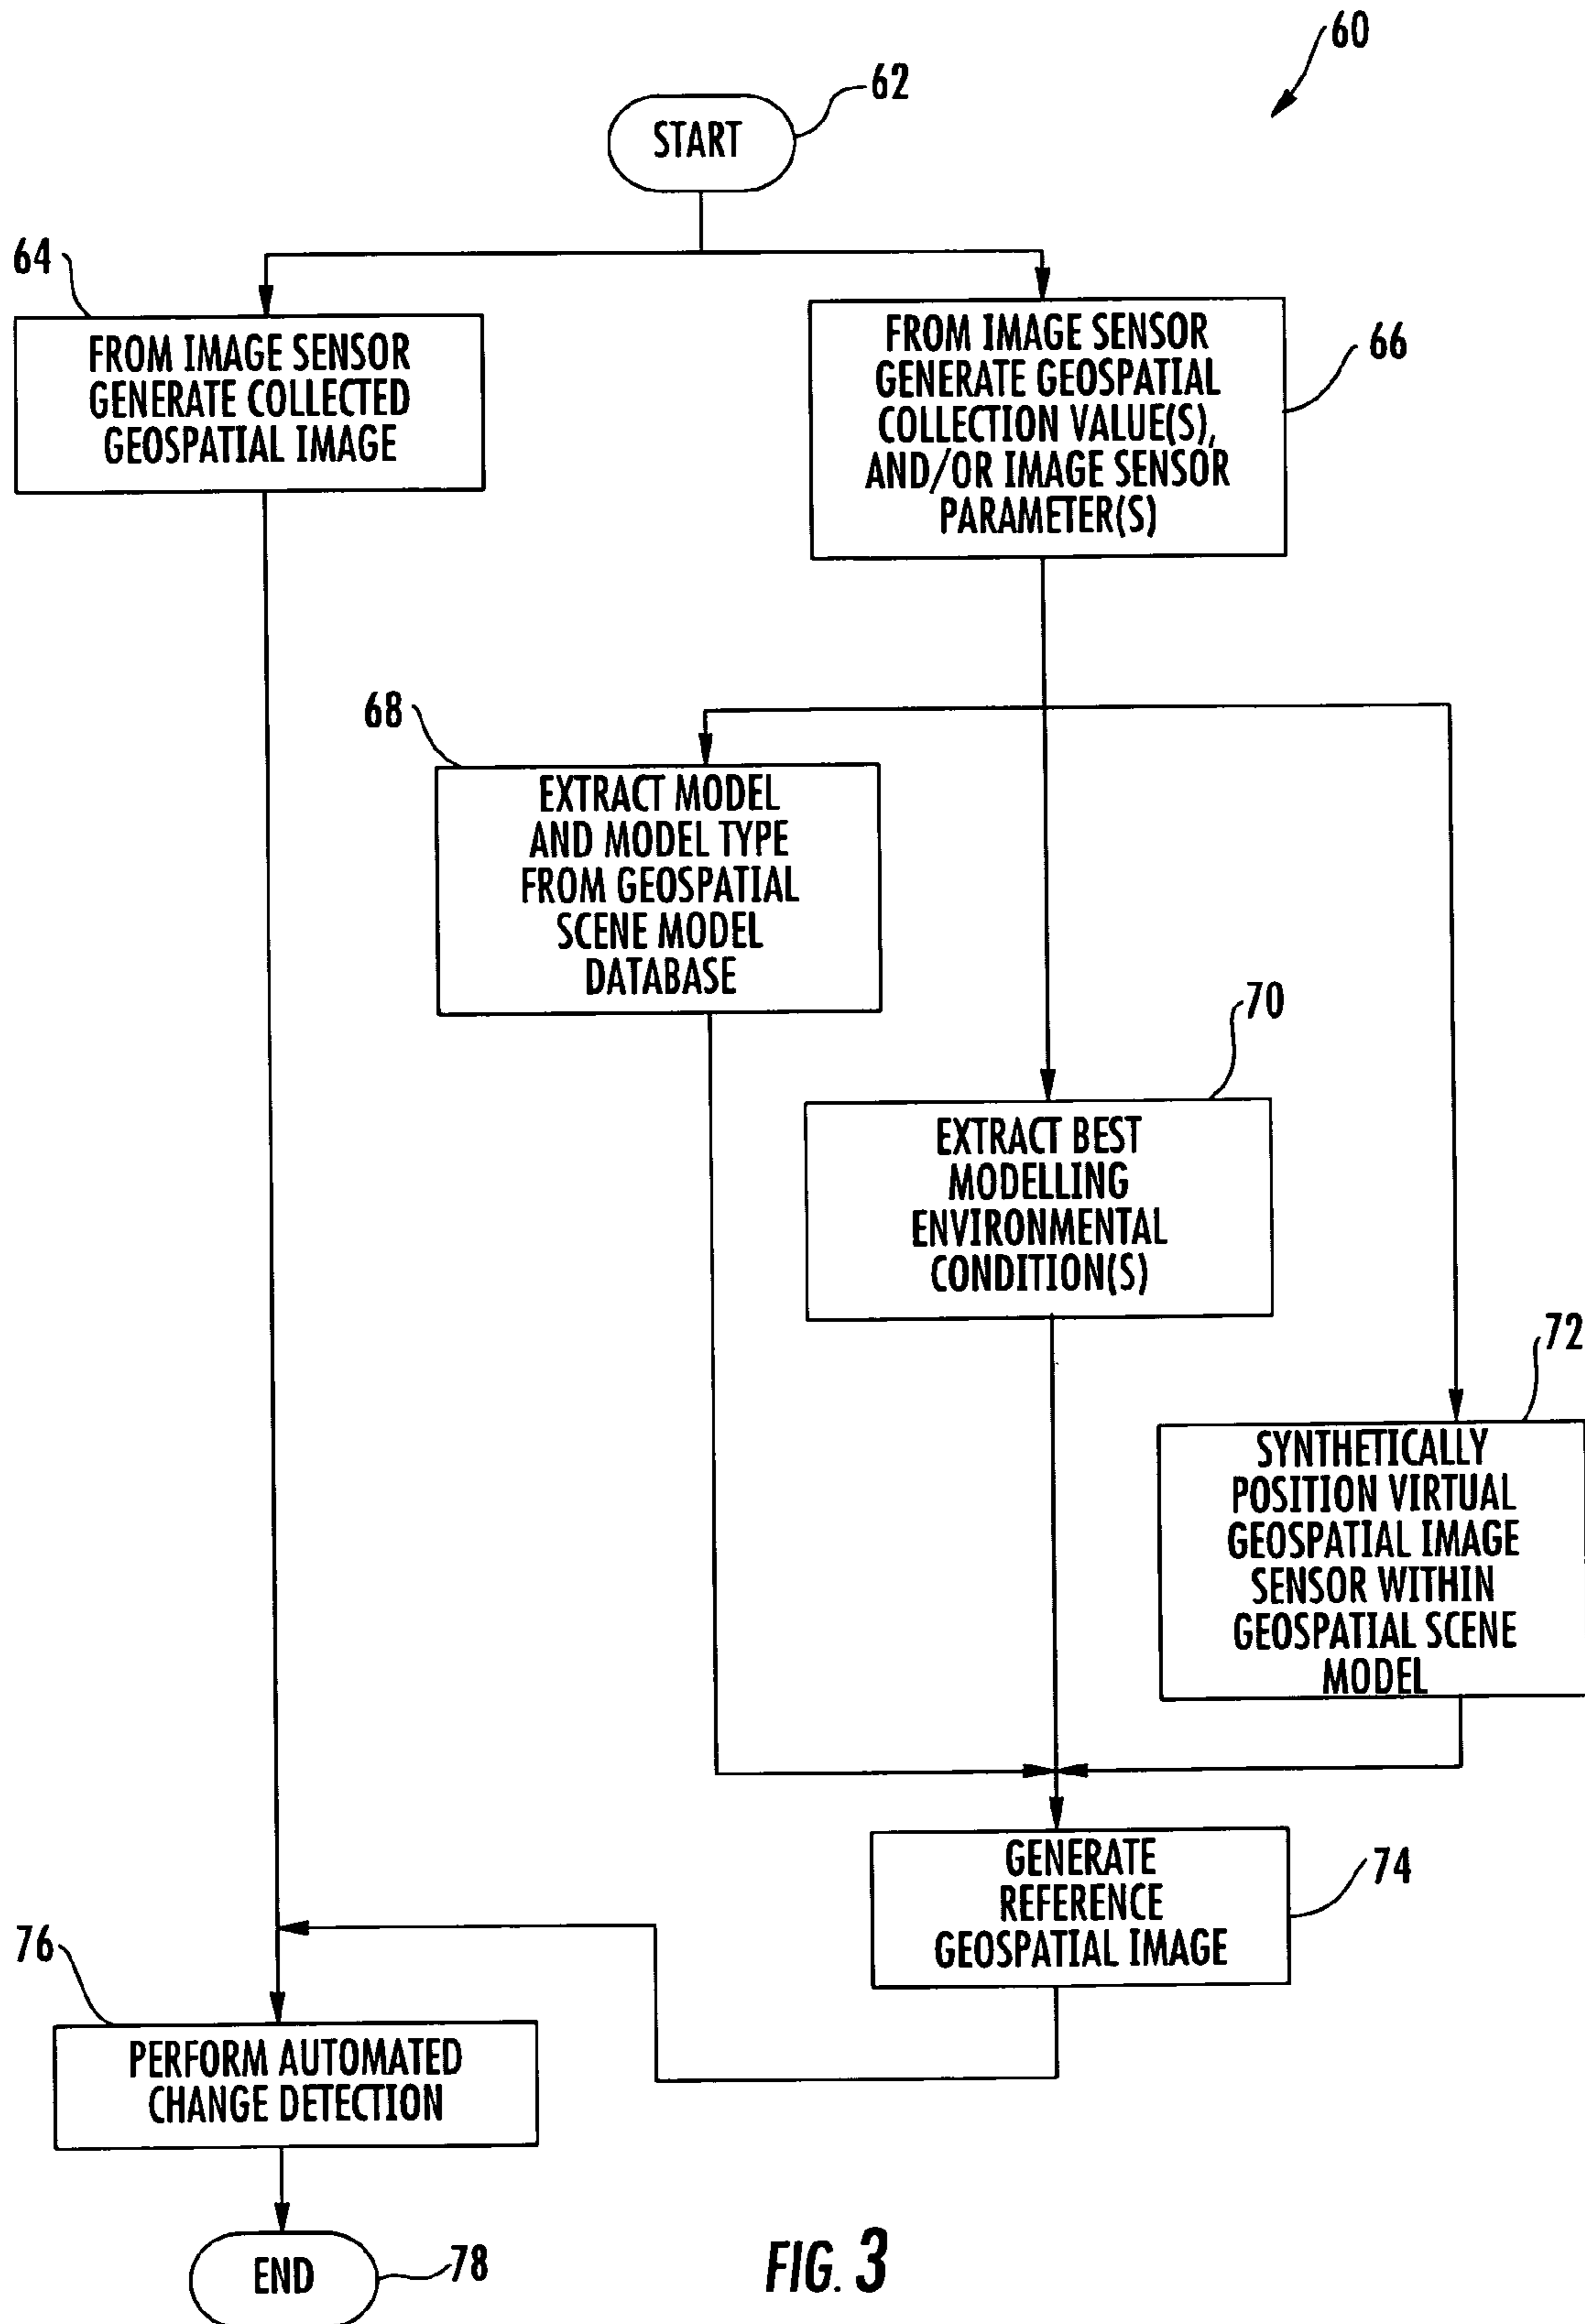 60
62
START
64
FROM IMAGE SENSOR
GENERATE COLLECTED
GEOSPATIAL IMAGE
FROM IMAGE SENSOR
GENERATE GEOSPATIAL
COLLECTION VALUE(S),
AND/OR IMAGE SENSOR
PARAMETER(S)
66
68
EXTRACT MODEL
AND MODEL TYPE
FROM GEOSPATIAL
SCENE MODEL
DATABASE
70
EXTRACT BEST
MODELLING
ENVIRONMENTAL
CONDITION(S)
72
SYNTHETICALLY
POSITION VIRTUAL
GEOSPATIAL IMAGE
SENSOR WITHIN
GEOSPATIAL SCENE
MODEL
GENERATE
REFERENCE
GEOSPATIAL IMAGE
74
76
PERFORM AUTOMATED
CHANGE DETECTION
END
78
FIG. 3